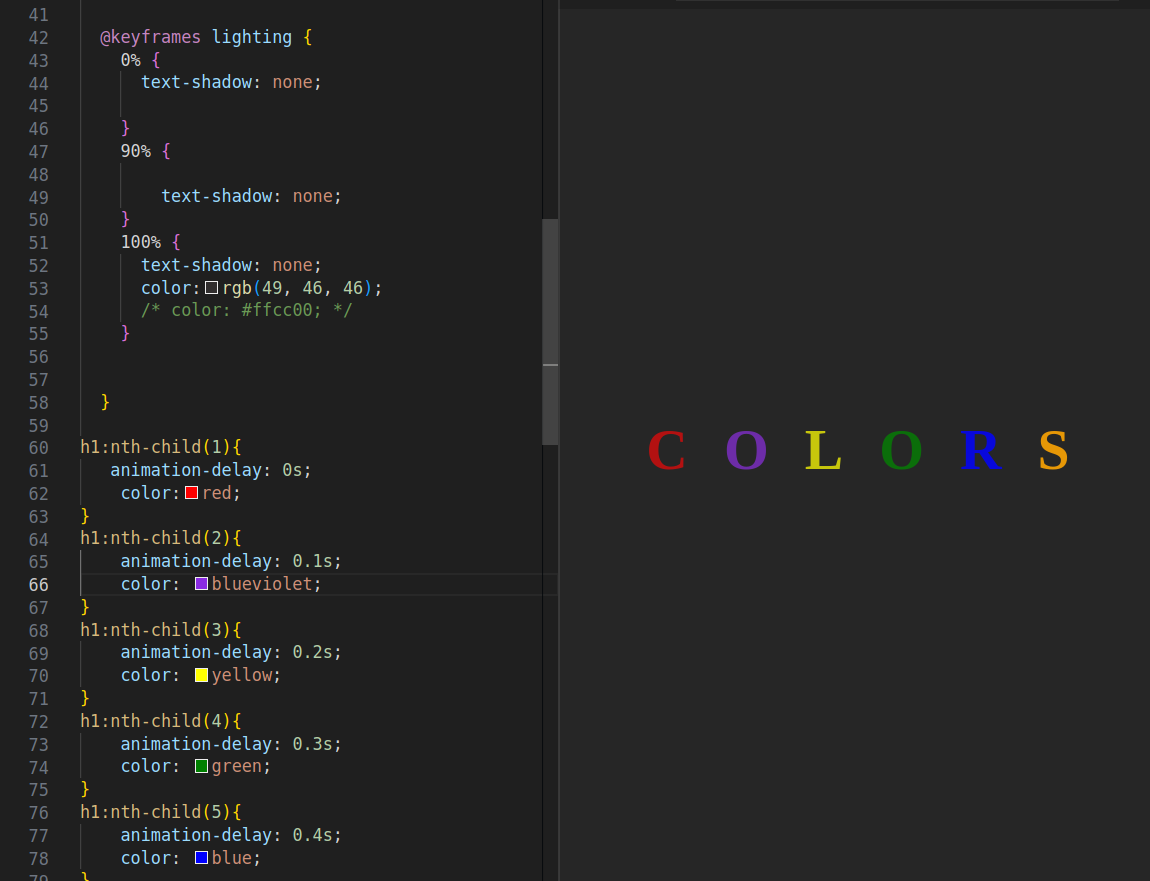 41
42 @keyframes lighting {
43 0% {
44 text-shadow: none;
45
46 }
47 90% {
48
49 text-shadow: none;
50 }
51 100% {
52 text-shadow: none;
53 color: rgb(49, 46, 46);
54 /* color: #ffcc00; */
55 }
56
57
58 }
59
60 h1:nth-child(1){
61 animation-delay: 0s;
62 color: red;
63 }
64 h1:nth-child(2){
65 animation-delay: 0.1s;
66 color: blueviolet;
67 }
68 h1:nth-child(3){
69 animation-delay: 0.2s;
70 color: yellow;
71 }
72 h1:nth-child(4){
73 animation-delay: 0.3s;
74 color: green;
75 }
76 h1:nth-child(5){
77 animation-delay: 0.4s;
78 color: blue;
79 }
C O L O R S